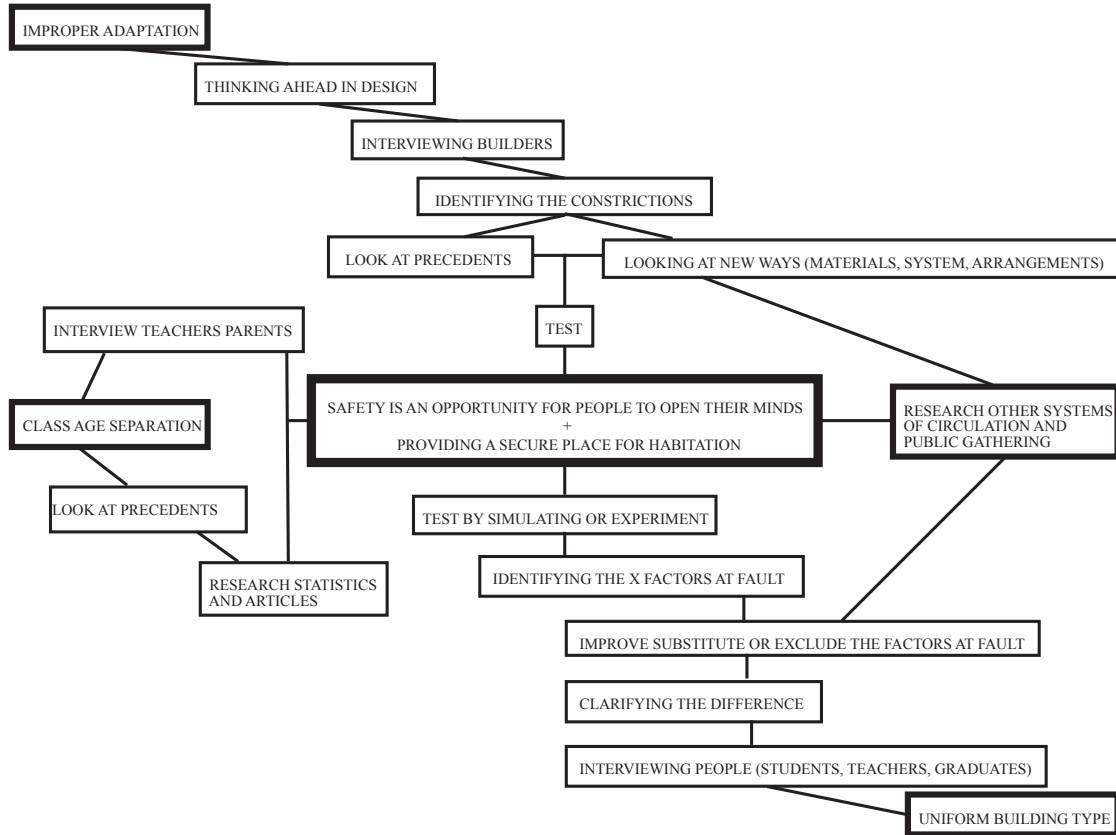 IMPROPER ADAPTATION
THINKING AHEAD IN DESIGN
INTERVIEWING BUILDERS
IDENTIFYING THE CONSTRICTIONS
LOOK AT PRECEDENTS
LOOKING AT NEW WAYS (MATERIALS, SYSTEM, ARRANGEMENTS)
TEST
INTERVIEW TEACHERS PARENTS
CLASS AGE SEPARATION
LOOK AT PRECEDENTS
RESEARCH STATISTICS
AND ARTICLES
SAFETY IS AN OPPORTUNITY FOR PEOPLE TO OPEN THEIR MINDS
+
PROVIDING A SECURE PLACE FOR HABITATION
RESEARCH OTHER SYSTEMS
OF CIRCULATION AND
PUBLIC GATHERING
TEST BY SIMULATING OR EXPERIMENT
IDENTIFYING THE X FACTORS AT FAULT
IMPROVE SUBSTITUTE OR EXCLUDE THE FACTORS AT FAULT
CLARIFYING THE DIFFERENCE
INTERVIEWING PEOPLE (STUDENTS, TEACHERS, GRADUATES)
UNIFORM BUILDING TYPE